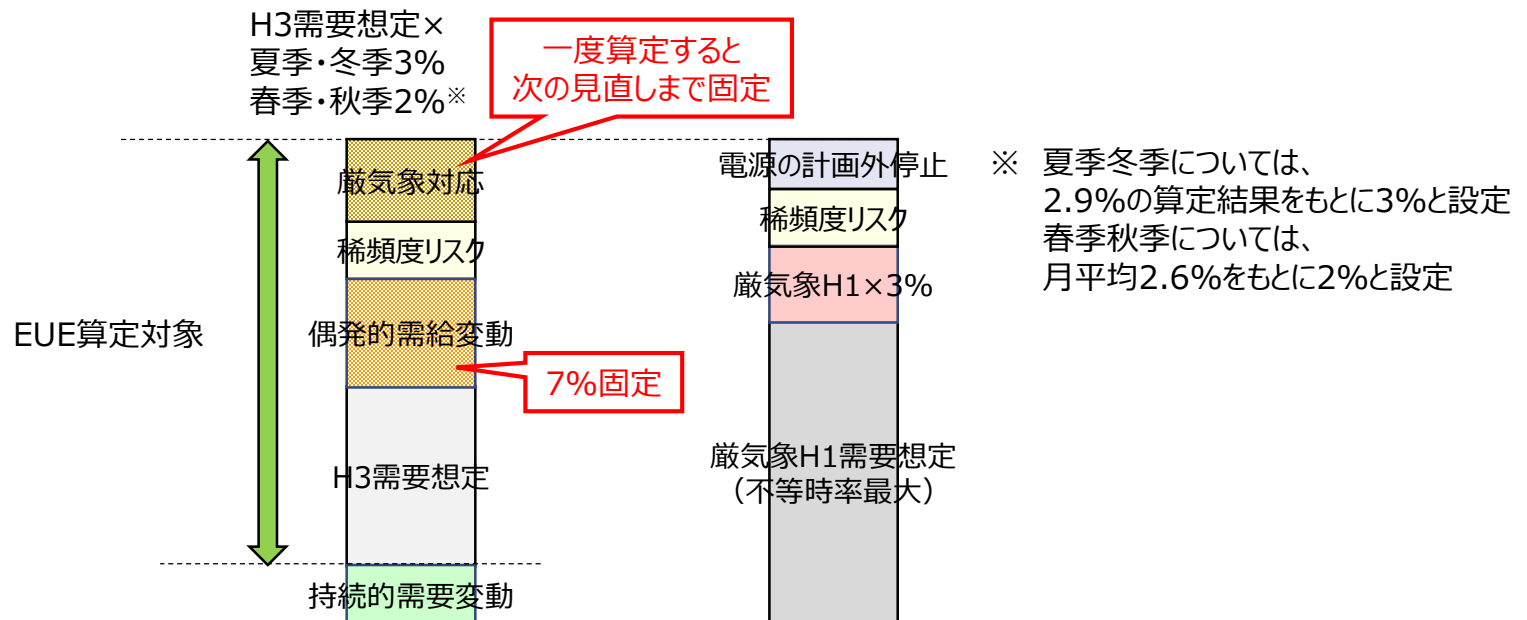 H3需要想定×
夏季・冬季3%
春季・秋季2%※
一度算定すると
次の見直しまで固定
厳気象対応
稀頻度リスク
偶発的需給変動
7%固定
EUE算定対象
H3需要想定
持続的需要変動
電源の計画外停止
稀頻度リスク
厳気象H1×3%
厳気象H1需要想定
(不等時率最大)
※ 夏季冬季については、
2.9%の算定結果をもとに3%と設定
春季秋季については、
月平均2.6%をもとに2%と設定